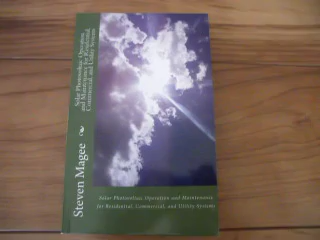 Solar Photovoltaic Operation
and Maintenance for Residential,
Commercial, and Utility Systems
Steven Magee
Solar Photovoltaic Operation and Maintenance
for Residential, Commercial, and Utility Systems